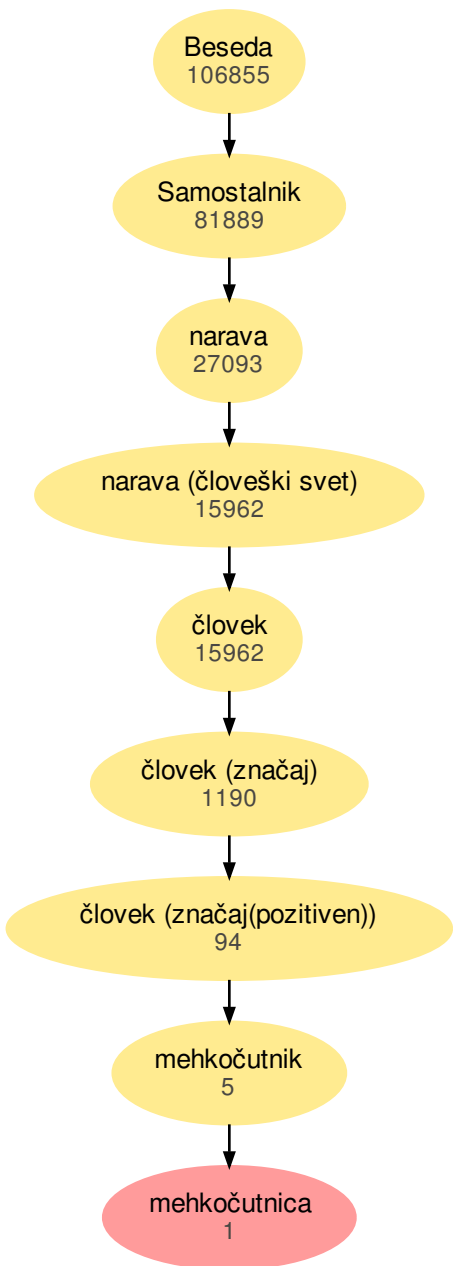 Beseda
106855
Samostalnik
81889
narava
27093
narava (človeški svet)
15962
človek
15962
človek (značaj)
1190
človek (značaj(pozitiven))
94
mehkočutnik
5
mehkočutnica
1